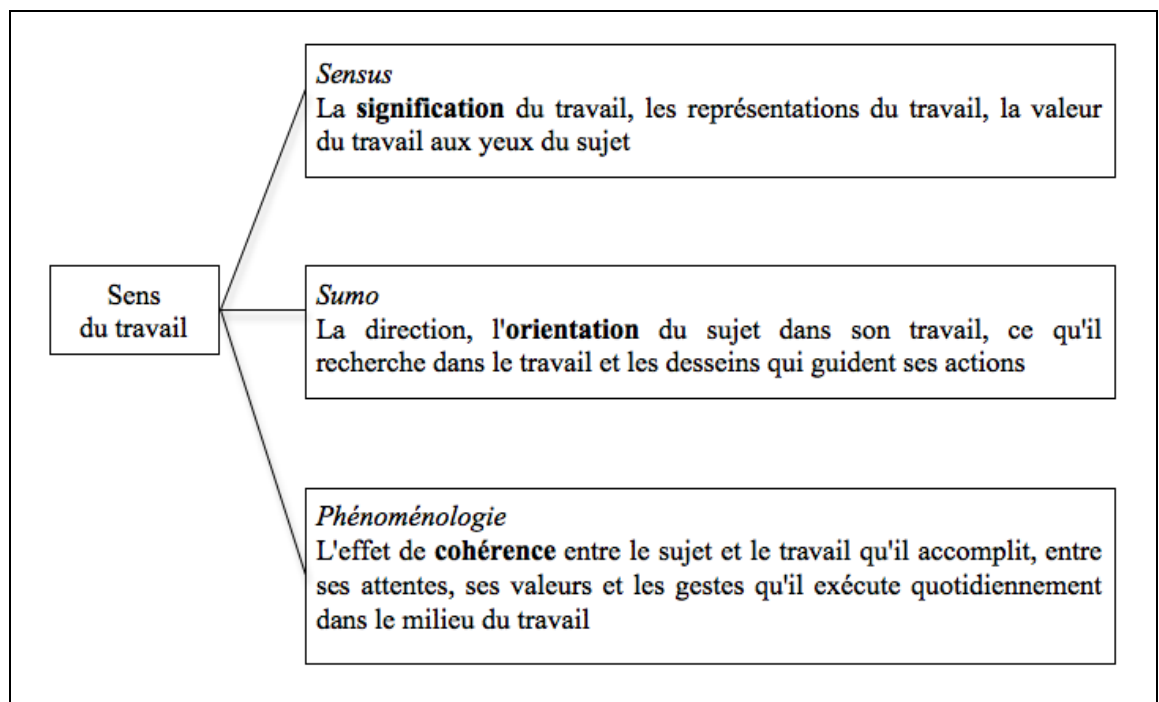 Sensus
La signification du travail, les représentations du travail, la valeur
du travail aux yeux du sujet
Sens
du travail
Sumo
La direction, l'orientation du sujet dans son travail, ce qu'il
recherche dans le travail et les desseins qui guident ses actions
Phénoménologie
L'effet de cohérence entre le sujet et le travail qu'il accomplit, entre
ses attentes, ses valeurs et les gestes qu'il exécute quotidiennement
dans le milieu du travail